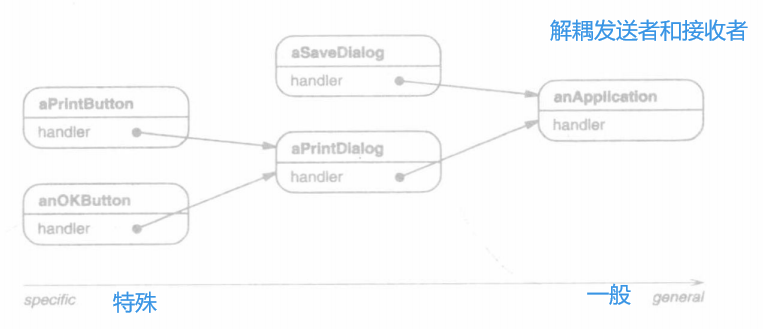 解耦发送者和接收者
aSaveDialog
handler
anApplication
handler
aPrintButton
handler
aPrintDialog
handler
anOKButton
handler
specific
特殊
一般
general